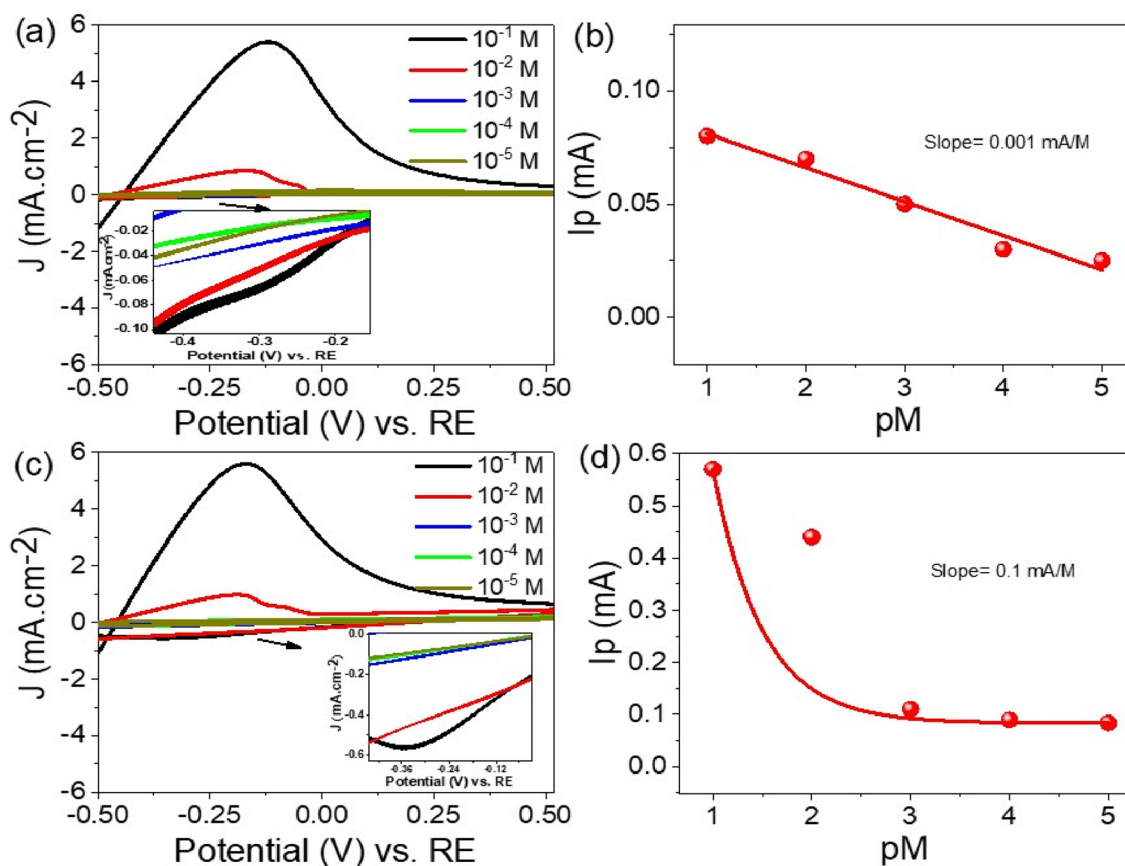 (a)
J (mA.cm-2)
6
4
2
0
-2
-4
-6
10-1 M
10-2 M
10-3 M
10-4 M
10-5 M
J (mA.cm-2)
-0.02
-0.04
-0.06
-0.08
-0.10
-0.4 -0.3 -0.2
Potential (V) vs. RE
-0.50 -0.25 0.00 0.25 0.50
Potential (V) vs. RE
(b)
Ip (mA)
0.10
0.05
0.00
Slope= 0.001 mA/M
1 2 3 4 5
pM
(c)
J (mA.cm-2)
6
4
2
0
-2
-4
-6
10-1 M
10-2 M
10-3 M
10-4 M
10-5 M
J (mA.cm-2)
0.0
-0.2
-0.4
-0.6
-0.36 -0.24 -0.12
Potential (V) vs. RE
-0.50 -0.25 0.00 0.25 0.50
Potential (V) vs. RE
(d)
Ip (mA)
0.6
0.5
0.4
0.3
0.2
0.1
0.0
Slope= 0.1 mA/M
1 2 3 4 5
pM